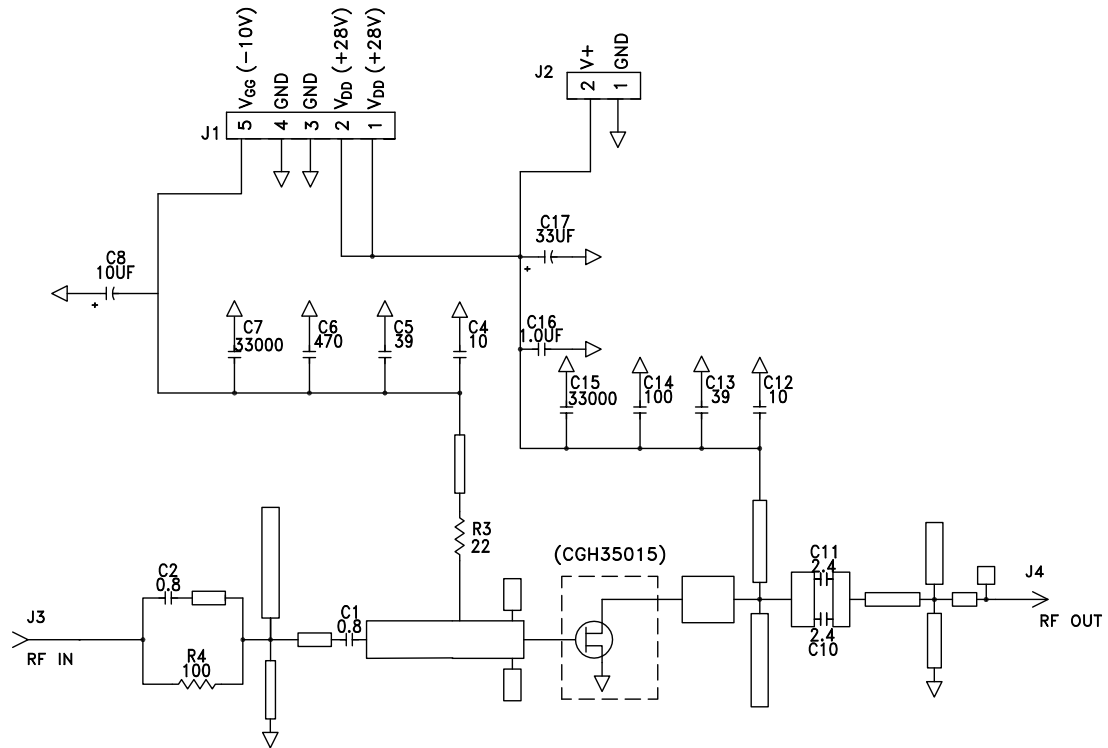 VGG (-10V)
GND
GND
VDD (+28V)
VDD (+28V)
J1
5
4
3
2
1
J2
V+
GND
2
1
C17
33UF
+
C8
10UF
+
C16
1.0UF
C7
33000
C6
470
C5
39
C4
10
C15
33000
C14
100
C13
39
C12
10
R3
22
(CGH35015)
C11
2.4
2.4
C10
J4
RF OUT
C2
0.8
C1
0.8
J3
RF IN
R4
100